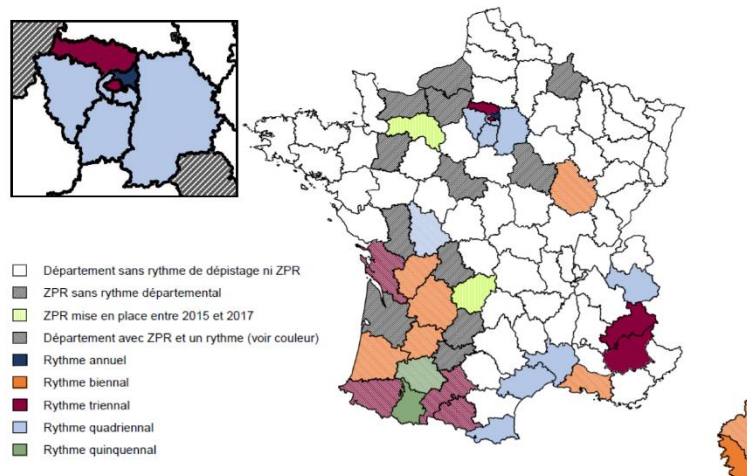 Département sans rythme de dépistage ni ZPR
ZPR sans rythme départemental
ZPR mise en place entre 2015 et 2017
Département avec ZPR et un rythme (voir couleur)
Rythme annuel
Rythme biennal
Rythme triennal
Rythme quadriennal
Rythme quinquennal